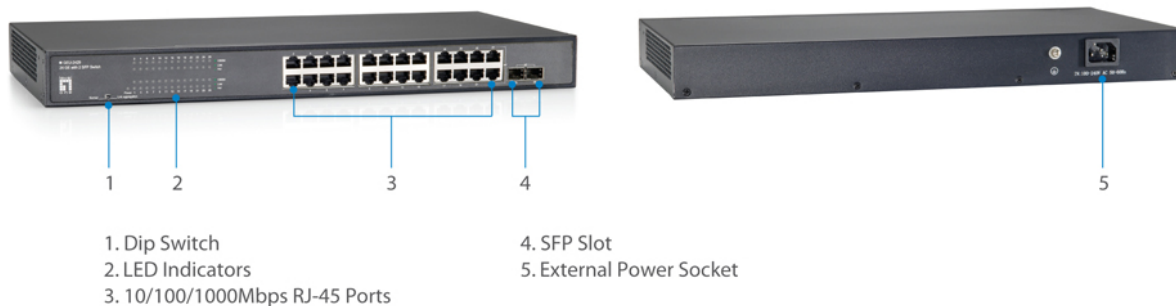 1
2
3
4
5
1. Dip Switch
2. LED Indicators
3. 10/100/1000Mbps RJ-45 Ports
4. SFP Slot
5. External Power Socket